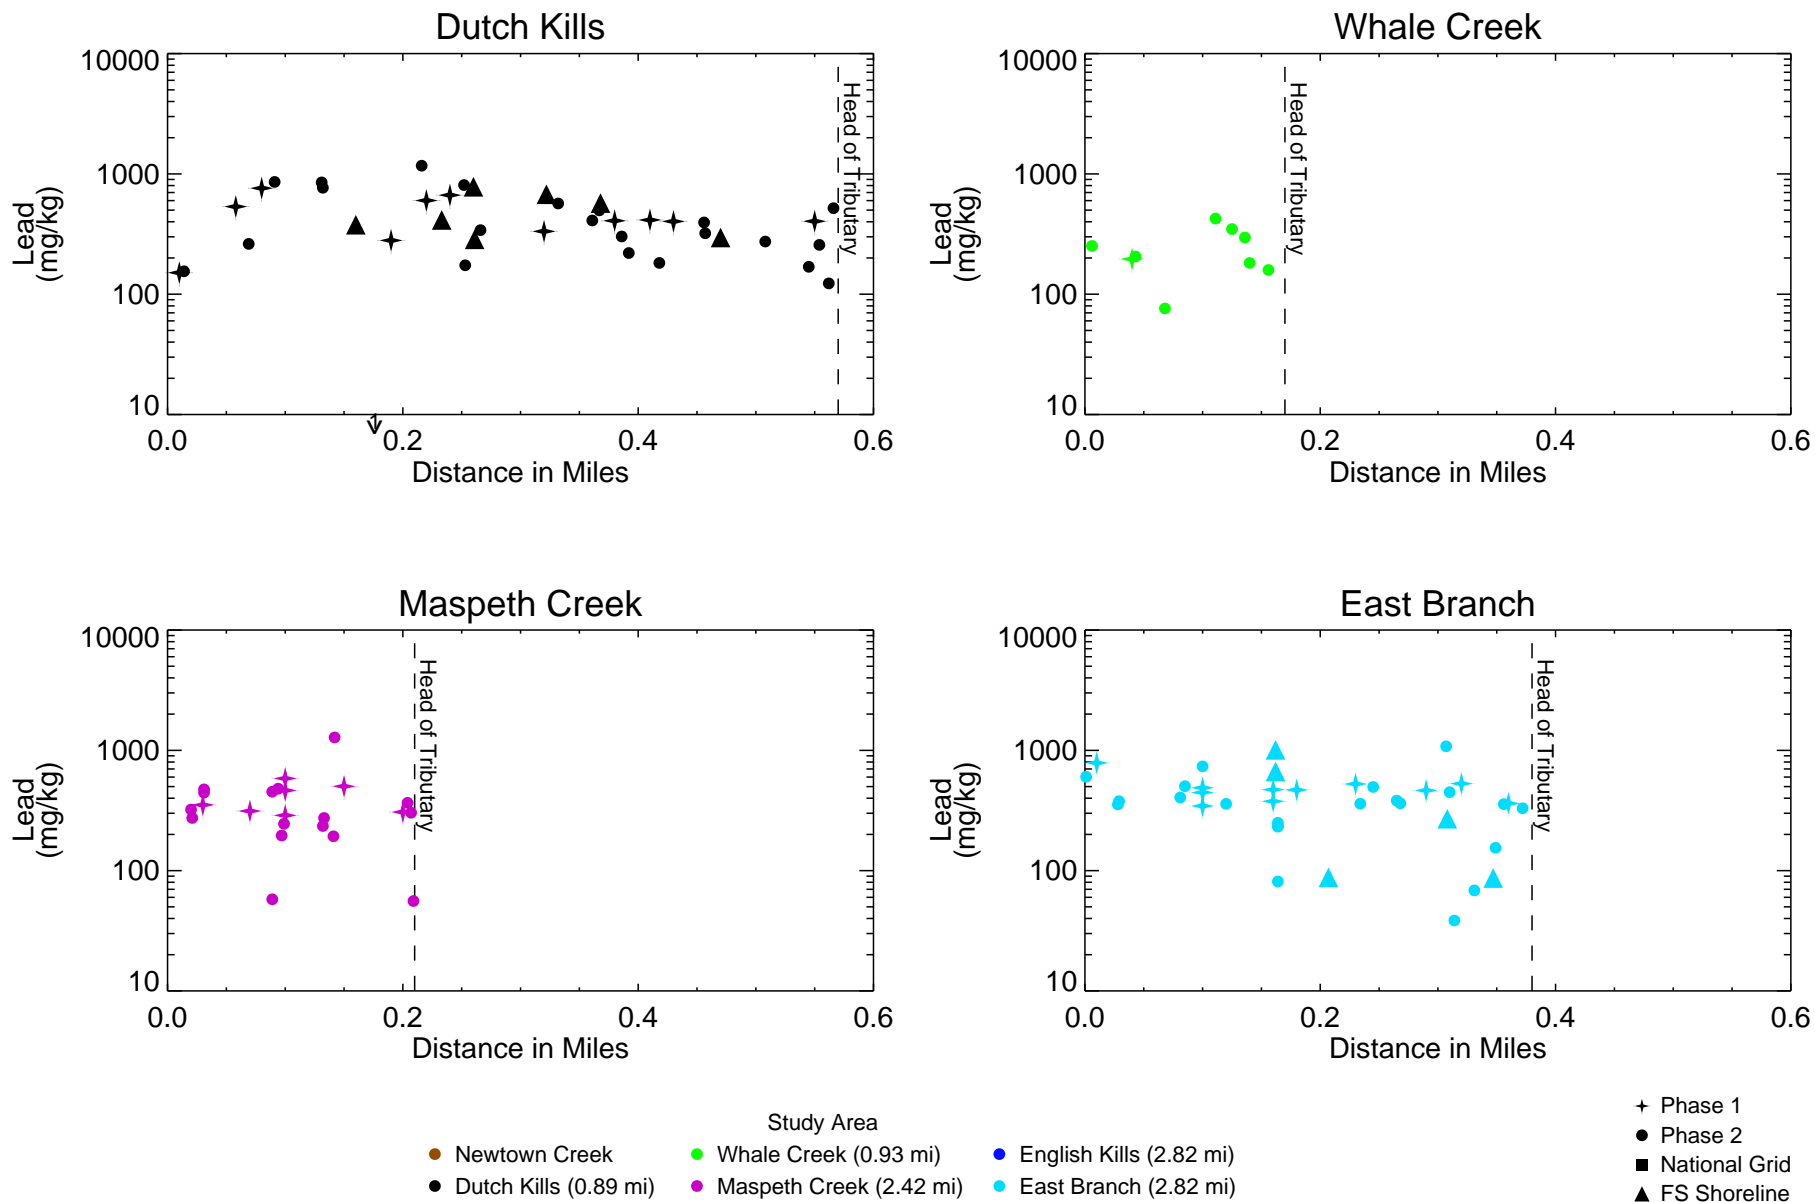 Dutch Kills
10000
1000
100
10
Lead
(mg/kg)
Head of Tributary
0.0 0.2 0.4 0.6
Distance in Miles
Whale Creek
10000
1000
100
10
Lead
(mg/kg)
Head of Tributary
0.0 0.2 0.4 0.6
Distance in Miles
Maspeth Creek
10000
1000
100
10
Lead
(mg/kg)
Head of Tributary
0.0 0.2 0.4 0.6
Distance in Miles
East Branch
10000
1000
100
10
Lead
(mg/kg)
Head of Tributary
0.0 0.2 0.4 0.6
Distance in Miles
Study Area
Newtown Creek
Dutch Kills (0.89 mi)
Whale Creek (0.93 mi)
Maspeth Creek (2.42 mi)
English Kills (2.82 mi)
East Branch (2.82 mi)
Phase 1
Phase 2
National Grid
FS Shoreline